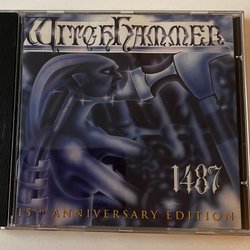 WITCHHAMMER
1487
15TH ANNIVERSARY EDITION